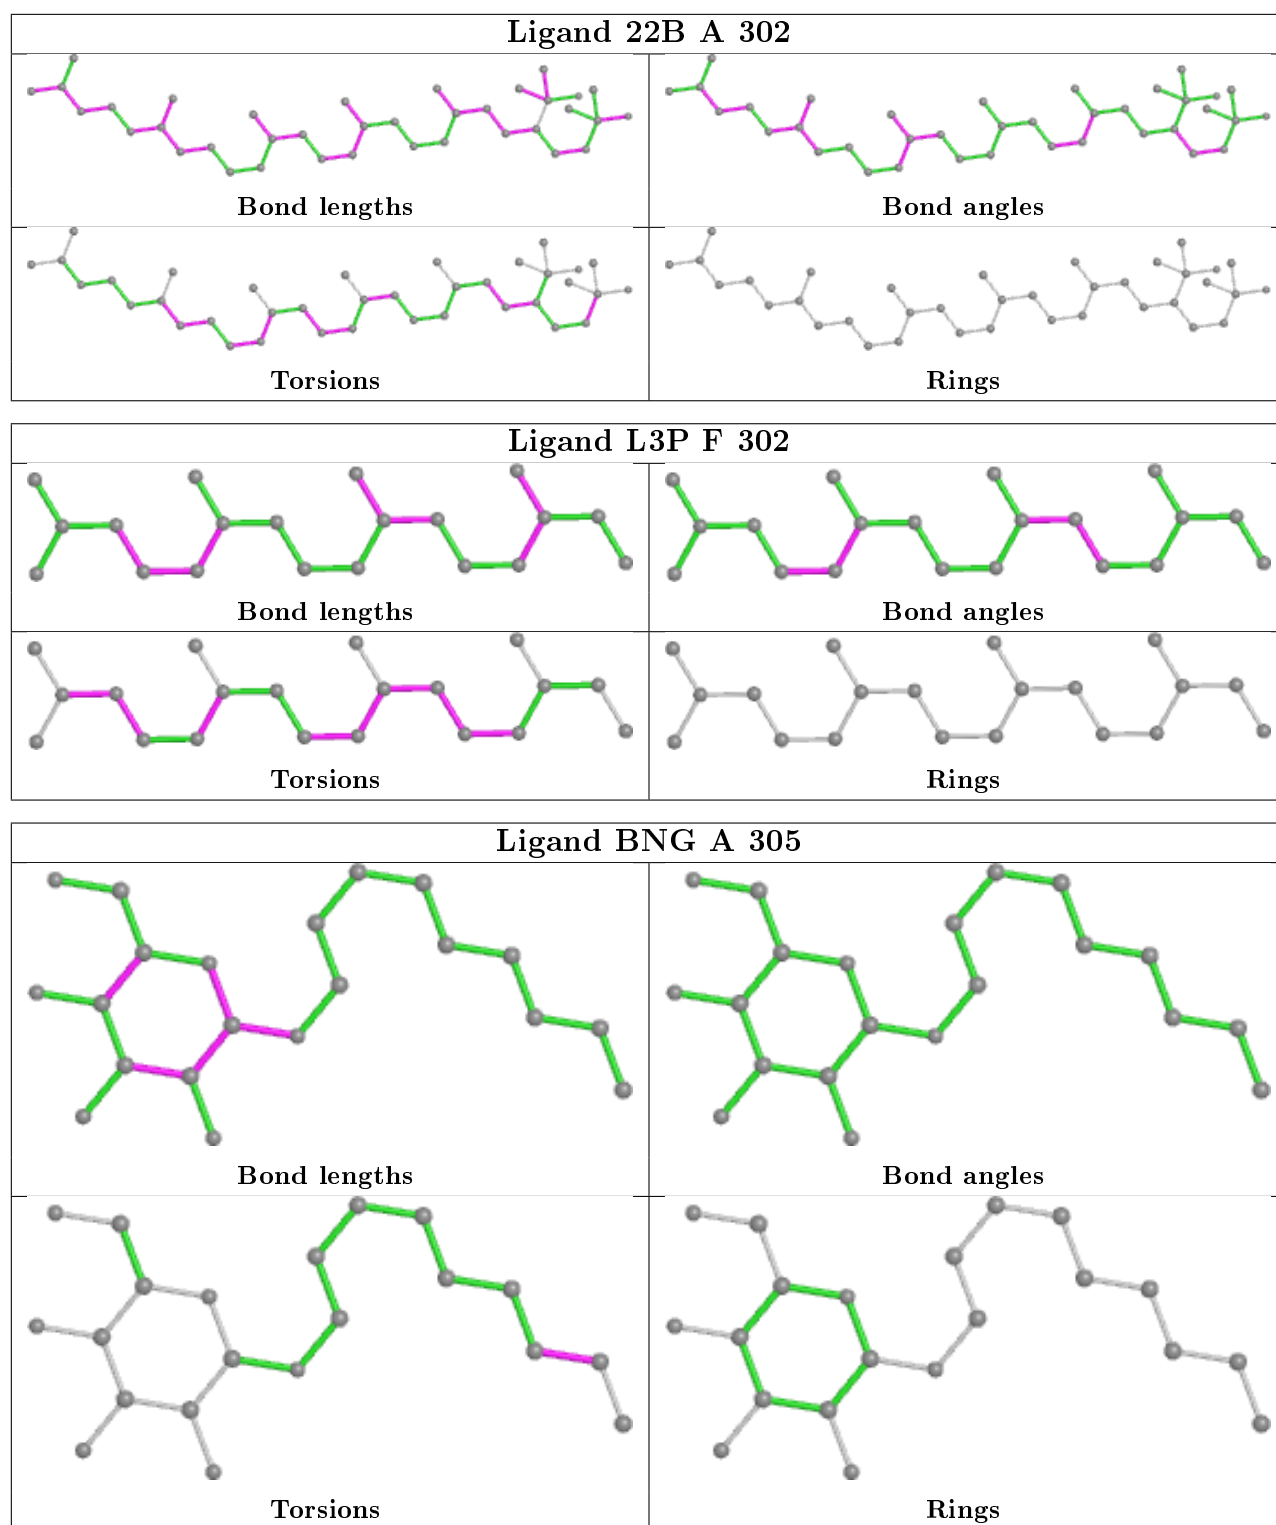 Ligand 22B A 302
Bond lengths
Bond angles
Torsions
Rings
Ligand L3P F 302
Bond lengths
Bond angles
Torsions
Rings
Ligand BNG A 305
Bond lengths
Bond angles
Torsions
Rings